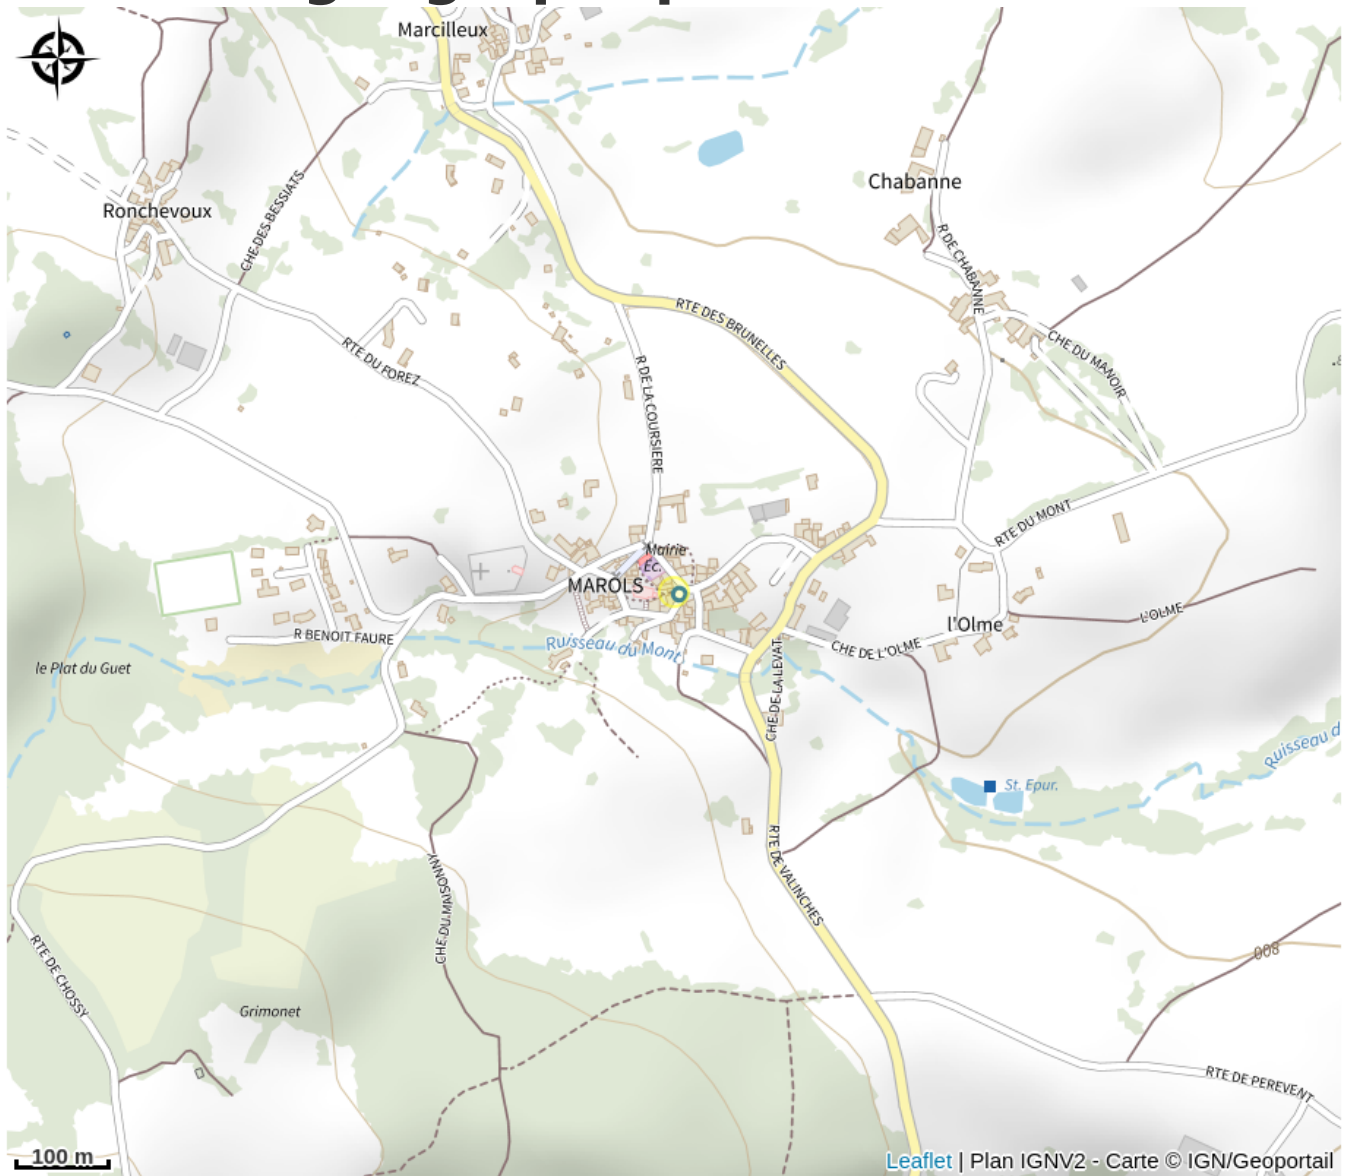 Marcilleux
Chabanne
Ronchevoux
CHE DES BESSIATS
R DE CHABANNE
RTE DES BRUNELLES
RTE DU FOREZ
CHE DU MANOIR
R DE LA COURSIERE
RTE DU MONT
Mairie
Ec.
MAROLS
L'OLME
l'Olme
R BENOIT FAURE
Ruisseau du Mont
CHE DE L'OLME
le Plat du Guet
CHE DE LA LEVAT
Ruisseau d
St. Epur.
RTE DE VALINCHES
CHE DU MAISONNY
RTE DE CHOSSY
800
Grimonet
RTE DE PEREVENT
100 m
Leaflet | Plan IGNV2 - Carte © IGN/Geoportail